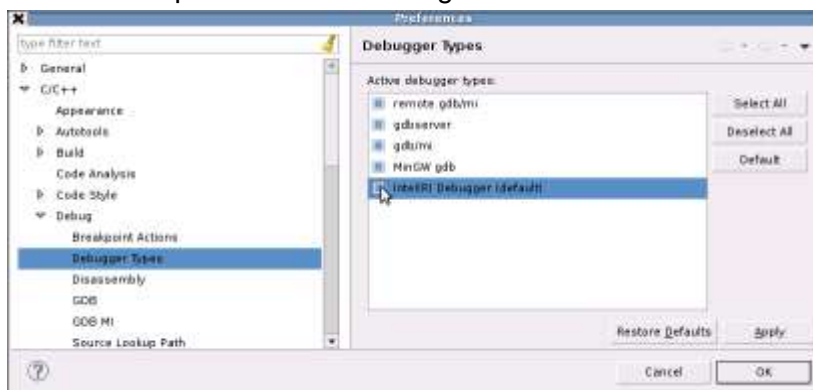 Preferences
type filter text
Debugger Types
General
C/C++
Appearance
Autotools
Build
Code Analysis
Code Style
Debug
Breakpoint Actions
Debugger Types
Disassembly
GDB
GDB MI
Source Lookup Path
Active debugger types:
remote gdb/mi
gdbserver
gdb/mi
MinGW gdb
Intel(R) Debugger (default)
Select All
Deselect All
Default
Restore Defaults
Apply
Cancel
OK